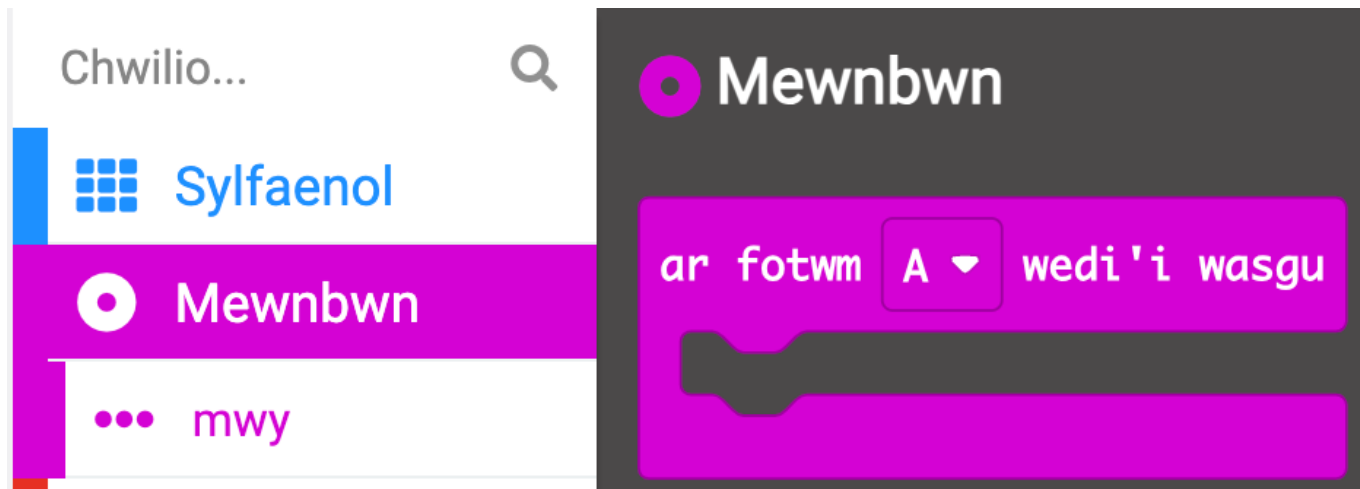 Chwilio...
Sylfaenol
Mewnbwn
mwy
Mewnbwn
ar fotwm A wedi'i wasgu